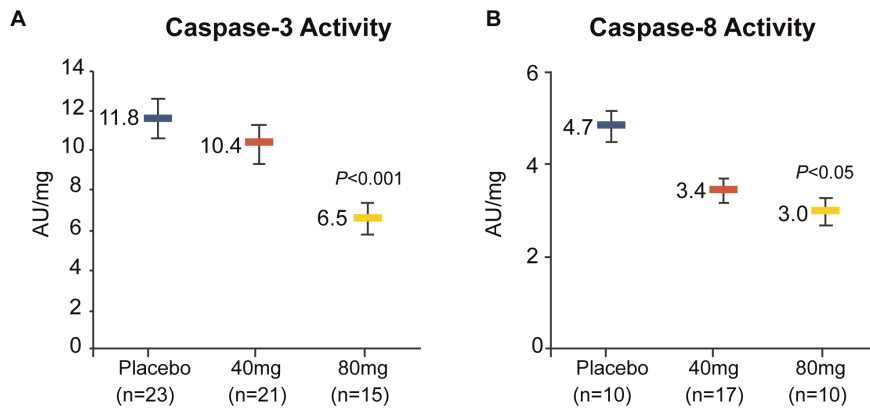 A
Caspase-3 Activity
AU/mg
14
12
10
8
6
4
2
0
11.8
10.4
6.5
P<0.001
Placebo
(n=23)
40mg
(n=21)
80mg
(n=15)
B
Caspase-8 Activity
AU/mg
6
4
2
0
4.7
3.4
3.0
P<0.05
Placebo
(n=10)
40mg
(n=17)
80mg
(n=10)